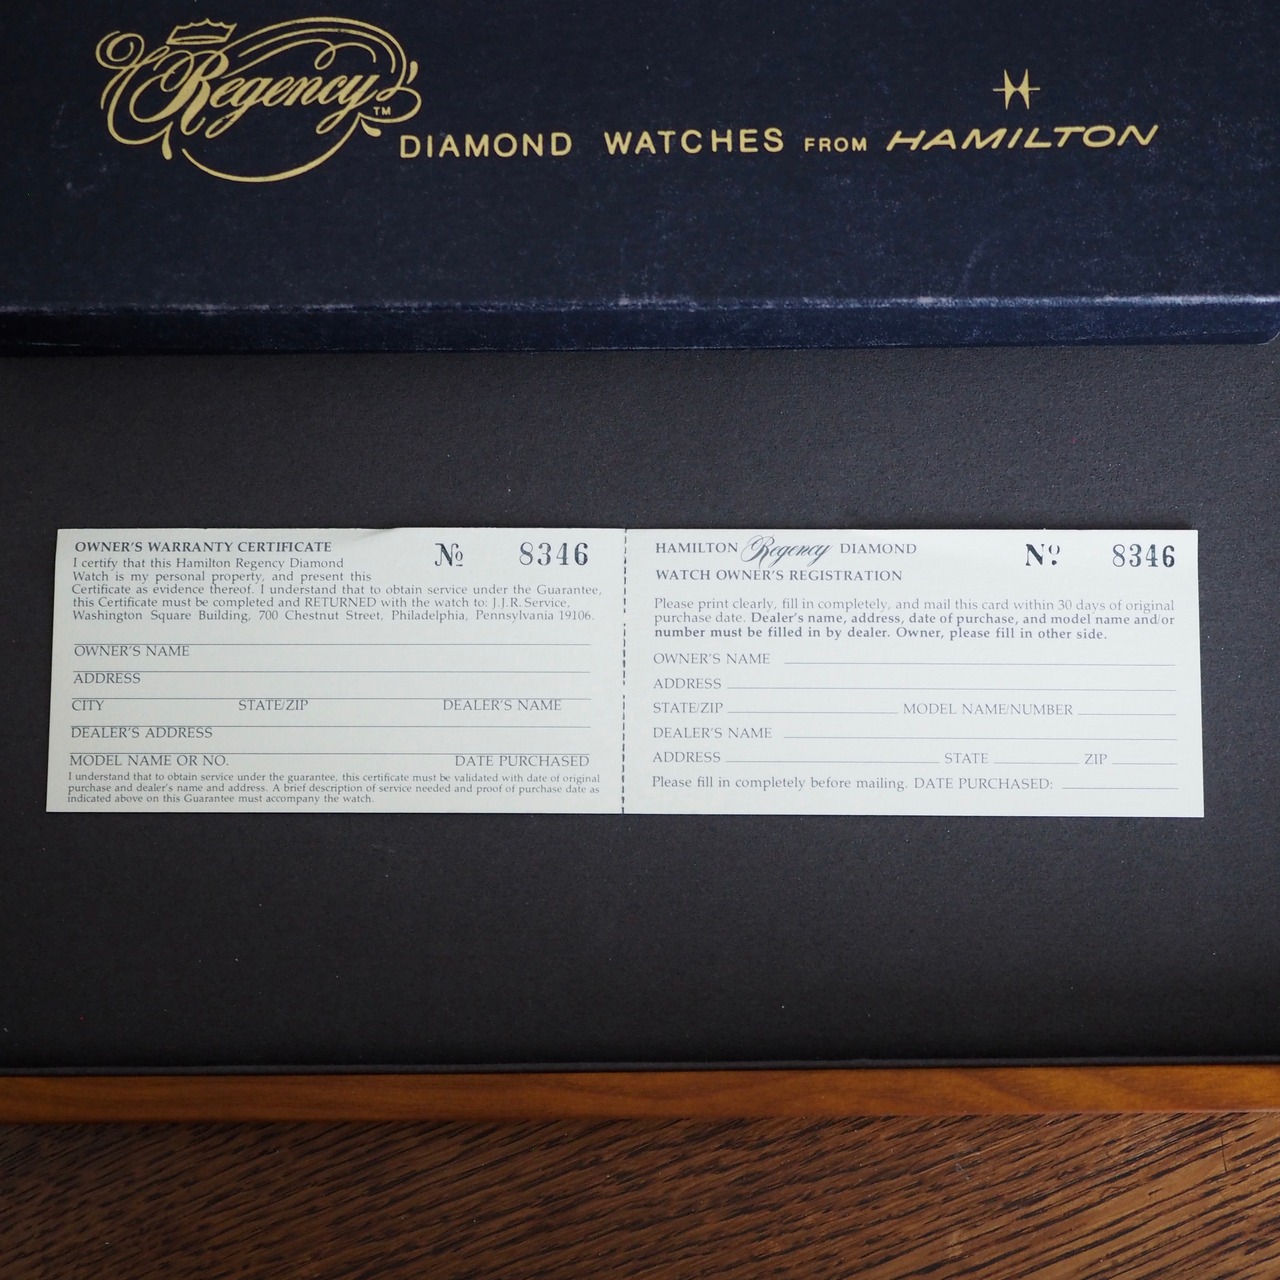 Regency™
DIAMOND WATCHES FROM HAMILTON
OWNER'S WARRANTY CERTIFICATE
No 8346
I certify that this Hamilton Regency Diamond
Watch is my personal property, and present this
Certificate as evidence thereof. I understand that to obtain service under the Guarantee,
this Certificate must be completed and RETURNED with the watch to: J.J.R. Service,
Washington Square Building, 700 Chestnut Street, Philadelphia, Pennsylvania 19106.
OWNER'S NAME
ADDRESS
CITY STATE/ZIP DEALER'S NAME
DEALER'S ADDRESS
MODEL NAME OR NO. DATE PURCHASED
I understand that to obtain service under the guarantee, this certificate must be validated with date of original
purchase and dealer's name and address. A brief description of service needed and proof of purchase date as
indicated above on this Guarantee must accompany the watch.
HAMILTON Regency DIAMOND
No 8346
WATCH OWNER'S REGISTRATION
Please print clearly, fill in completely, and mail this card within 30 days of original
purchase date. Dealer's name, address, date of purchase, and model name and/or
number must be filled in by dealer. Owner, please fill in other side.
OWNER'S NAME
ADDRESS
STATE/ZIP MODEL NAME/NUMBER
DEALER'S NAME
ADDRESS STATE ZIP
Please fill in completely before mailing. DATE PURCHASED: